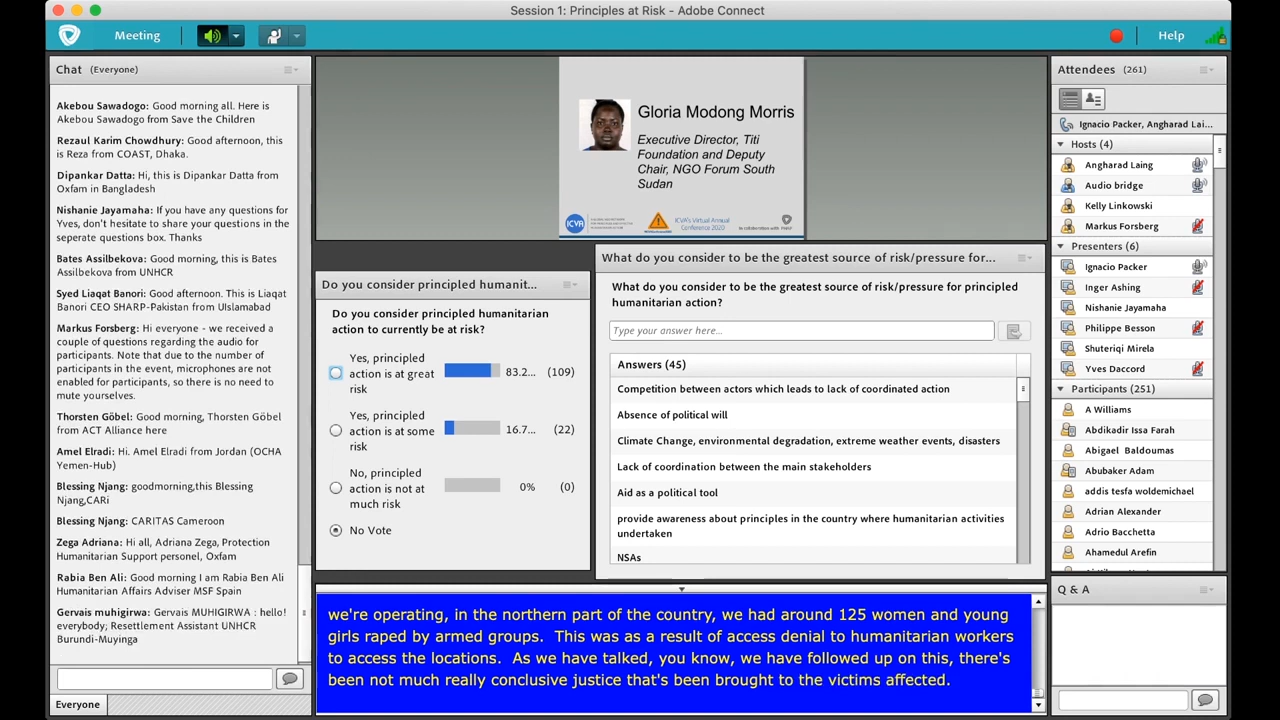 Session 1: Principles at Risk - Adobe Connect
Meeting
Help
Chat (Everyone)
Akebou Sawadogo: Good morning all. Here is
Akebou Sawadogo from Save the Children
Rezaul Karim Chowdhury: Good afternoon, this
is Reza from COAST, Dhaka.
Dipankar Datta: Hi, this is Dipankar Datta from
Oxfam in Bangladesh
Nishanie Jayamaha: If you have any questions for
Yves, don't hesitate to share your questions in the
seperate questions box. Thanks
Bates Assilbekova: Good morning, this is Bates
Assilbekova from UNHCR
Syed Liaqat Banori: Good afternoon. This is Liaqat
Banori CEO SHARP-Pakistan from UIslamabad
Markus Forsberg: Hi everyone - we received a
couple of questions regarding the audio for
participants. Note that due to the number of
participants in the event, microphones are not
enabled for participants, so there is no need to
mute yourselves.
Thorsten Göbel: Good morning, Thorsten Göbel
from ACT Alliance here
Amel Elradi: Hi. Amel Elradi from Jordan (OCHA
Yemen-Hub)
Blessing Njang: goodmorning,this Blessing
Njang,CARi
Blessing Njang: CARITAS Cameroon
Zega Adriana: Hi all, Adriana Zega, Protection
Humanitarian Support personel, Oxfam
Rabia Ben Ali: Good morning I am Rabia Ben Ali
Humanitarian Affairs Adviser MSF Spain
Gervais muhigirwa: Gervais MUHIGIRWA : hello!
everybody; Resettlement Assistant UNHCR
Burundi-Muyinga
Everyone
Gloria Modong Morris
Executive Director, Titi
Foundation and Deputy
Chair, NGO Forum South
Sudan
ICVA
ICVA's Virtual Annual
Conference 2020
Do you consider principled humanit...
Do you consider principled humanitarian
action to currently be at risk?
Yes, principled
action is at great
risk
83.2... (109)
Yes, principled
action is at some
risk
16.7... (22)
No, principled
action is not at
much risk
0% (0)
No Vote
What do you consider to be the greatest source of risk/pressure for...
What do you consider to be the greatest source of risk/pressure for principled
humanitarian action?
Type your answer here...
Answers (45)
Competition between actors which leads to lack of coordinated action
Absence of political will
Climate Change, environmental degradation, extreme weather events, disasters
Lack of coordination between the main stakeholders
Aid as a political tool
provide awareness about principles in the country where humanitarian activities
undertaken
NSAs
we're operating, in the northern part of the country, we had around 125 women and young
girls raped by armed groups. This was as a result of access denial to humanitarian workers
to access the locations. As we have talked, you know, we have followed up on this, there's
been not much really conclusive justice that's been brought to the victims affected.
Attendees (261)
Ignacio Packer, Angharad Lai...
Hosts (4)
Angharad Laing
Audio bridge
Kelly Linkowski
Markus Forsberg
Presenters (6)
Ignacio Packer
Inger Ashing
Nishanie Jayamaha
Philippe Besson
Shuteriqi Mirela
Yves Daccord
Participants (251)
A Williams
Abdikadir Issa Farah
Abigael Baldoumas
Abubaker Adam
addis tesfa woldemichael
Adrian Alexander
Adrio Bacchetta
Ahamedul Arefin
Q & A